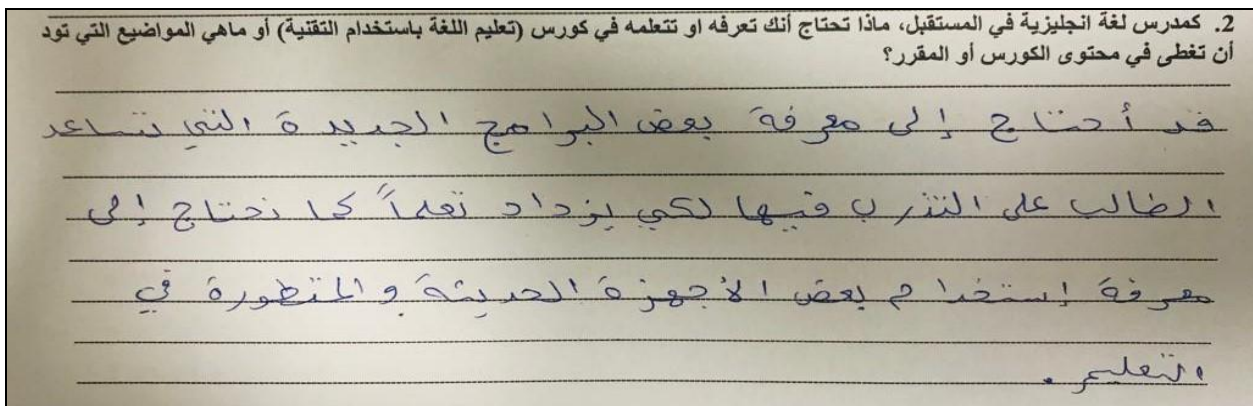 2. كمدرس لغة انجليزية في المستقبل، ماذا تحتاج أنك تعرفه او تتعلمه في كورس (تعليم اللغة باستخدام التقنية) أو ماهي المواضيع التي تود
أن تغطى في محتوى الكورس أو المقرر؟
قد أحتاج إلى معرفة بعض البرامج الجديدة التي تساعد
الطالب على التدرب فيها لكي يزداد تعلماً كما نحتاج إلى
معرفة إستخدام بعض الأجهزة الحديثة والمتطورة في
التعليم.